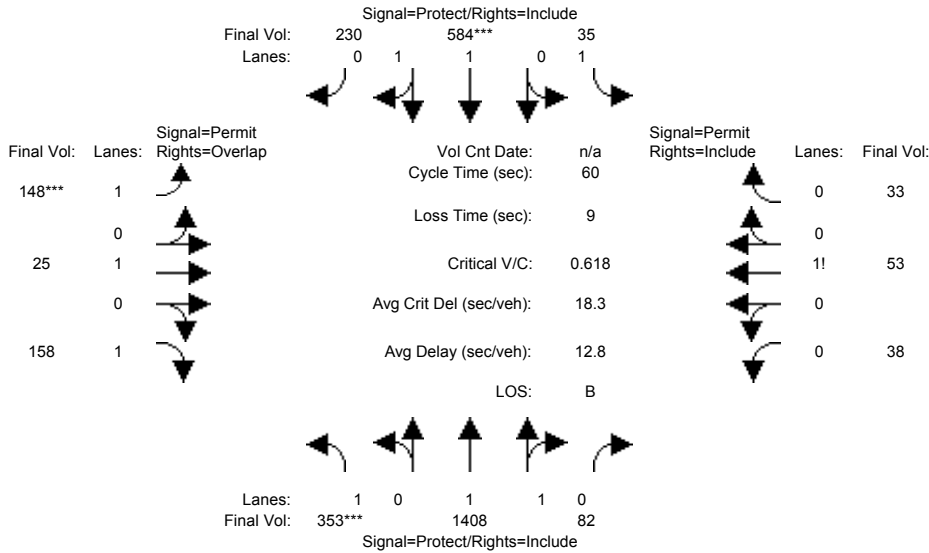 Signal=Protect/Rights=Include
Final Vol: 230 584*** 35
Lanes: 0 1 1 0 1
Signal=Permit
Final Vol: Lanes: Rights=Overlap
Vol Cnt Date: n/a
Signal=Permit
Rights=Include Lanes: Final Vol:
Cycle Time (sec): 60
148*** 1
0 33
Loss Time (sec): 9
0
0
25 1
Critical V/C: 0.618
1! 53
0
Avg Crit Del (sec/veh): 18.3
0
158 1
Avg Delay (sec/veh): 12.8
0 38
LOS: B
Lanes: 1 0 1 1 0
Final Vol: 353*** 1408 82
Signal=Protect/Rights=Include